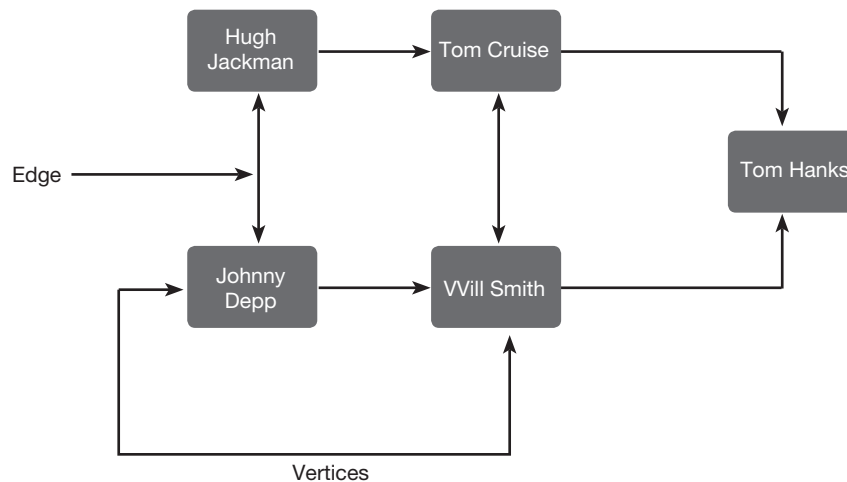 Hugh
Jackman
Tom Cruise
Tom Hanks
Edge
Johnny
Depp
VVill Smith
Vertices